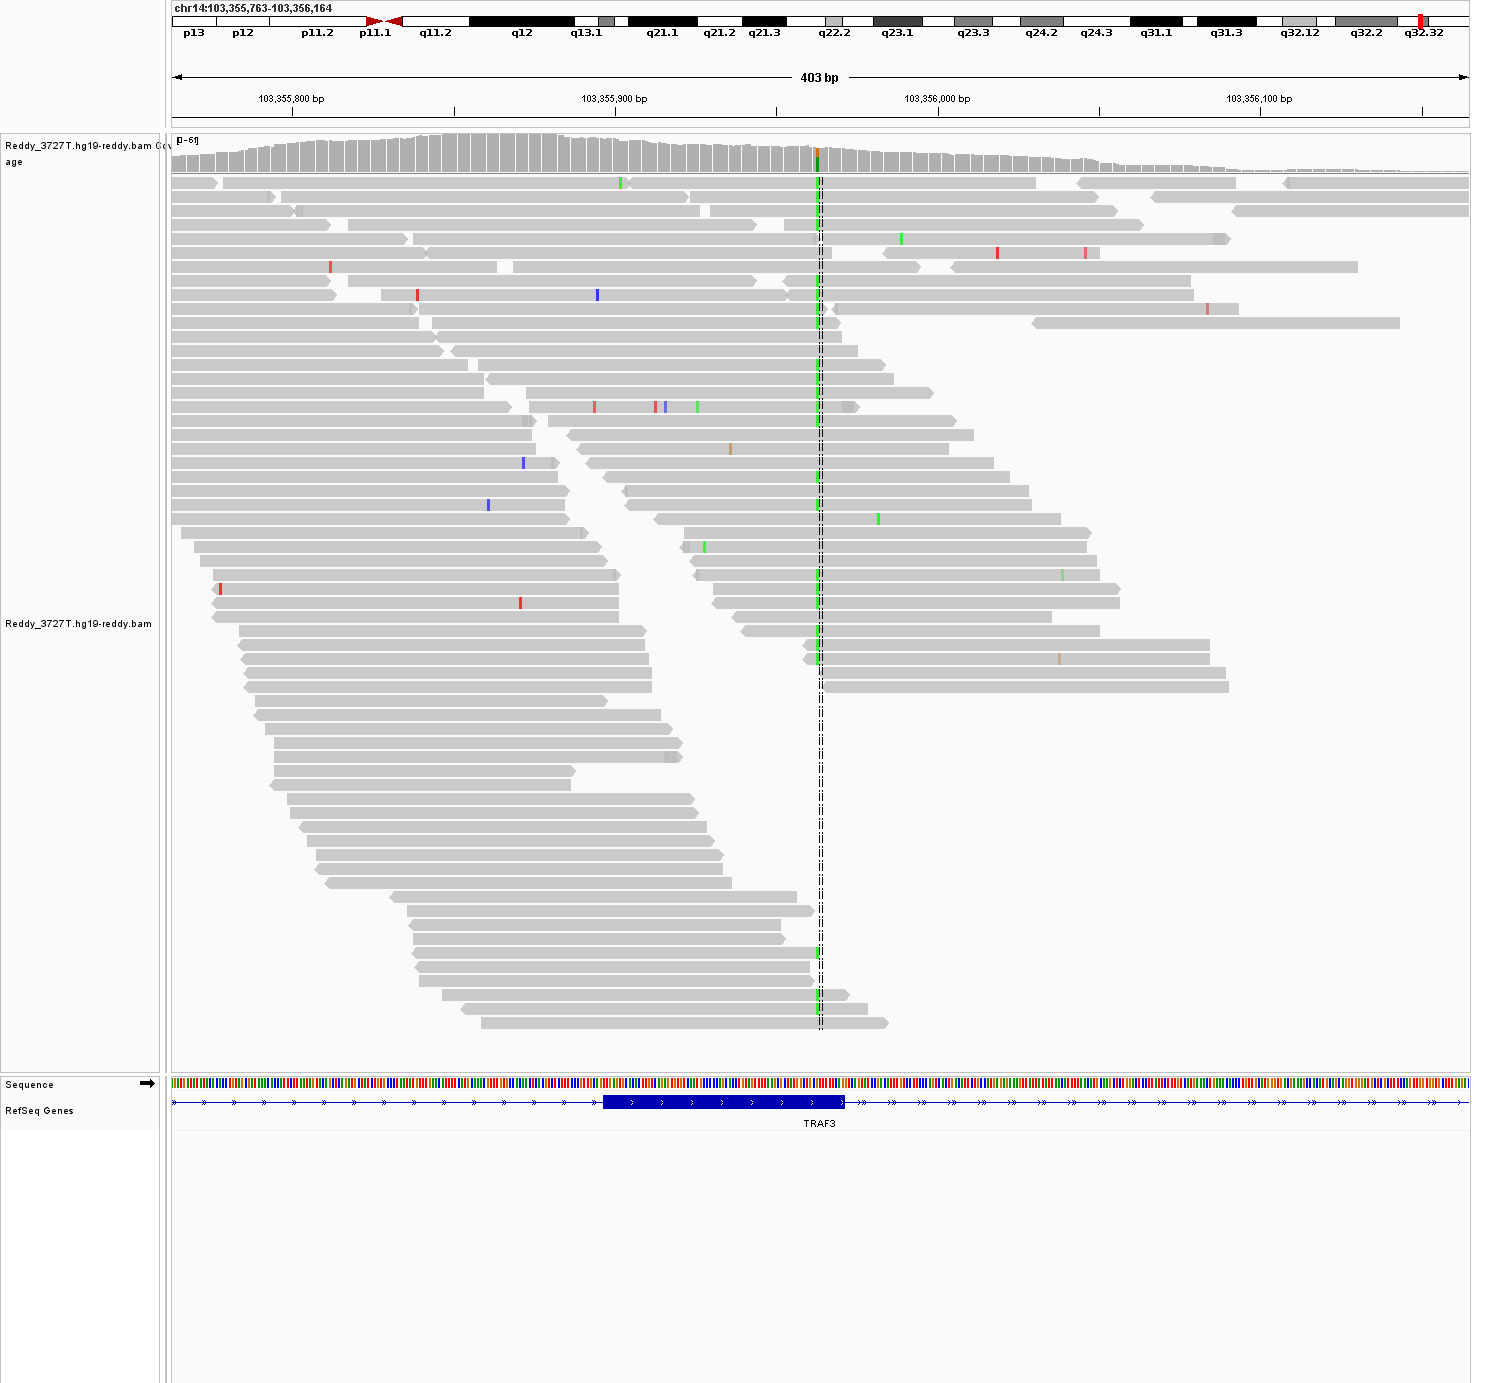 chr14:103,355,763-103,356,164
p13 p12 p11.2 p11.1 q11.2 q12 q13.1 q21.1 q21.2 q21.3 q22.2 q23.1 q23.3 q24.2 q24.3 q31.1 q31.3 q32.12 q32.2 q32.32
403 bp
103,355,800 bp 103,355,900 bp 103,356,000 bp 103,356,100 bp
[0-61]
Reddy_3727T.hg19-reddy.bam Cov
age
Reddy_3727T.hg19-reddy.bam
Sequence
RefSeq Genes
TRAF3